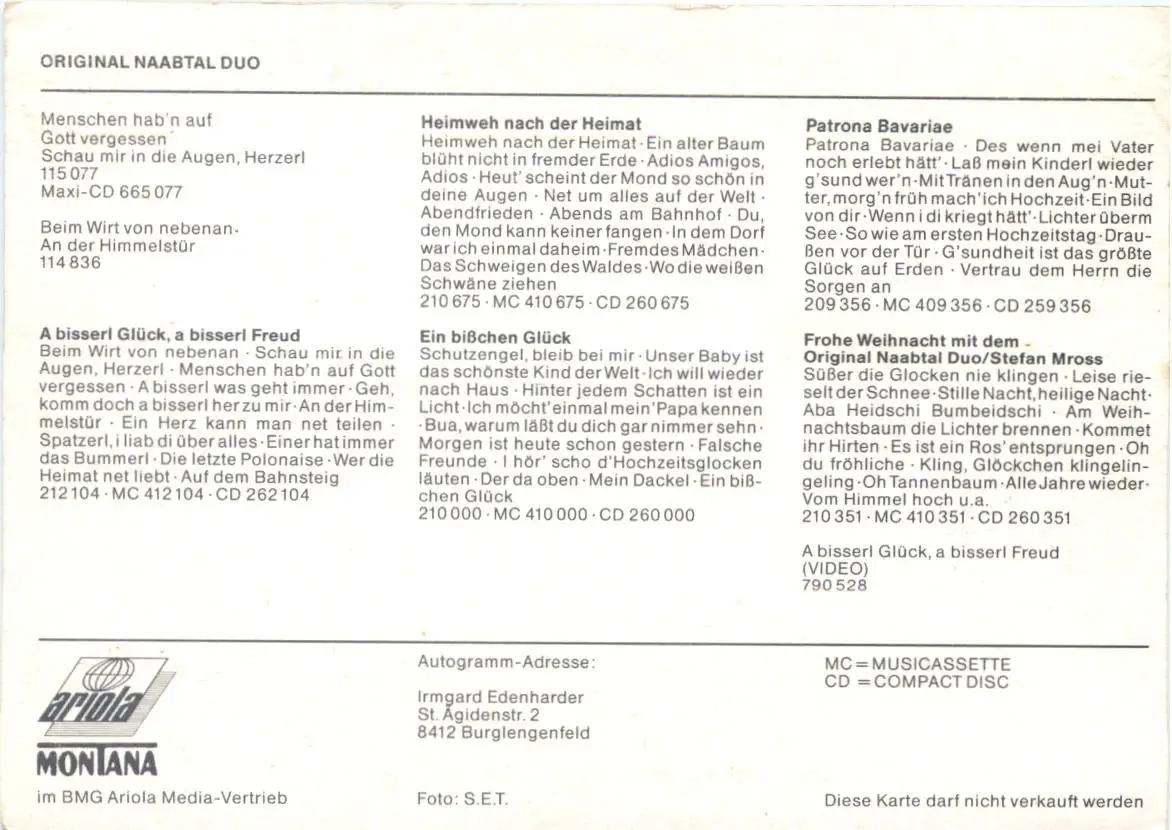 ORIGINAL NAABTAL DUO
Menschen hab'n auf
Gott vergessen
Schau mir in die Augen, Herzerl
115 077
Maxi-CD 665 077
Beim Wirt von nebenan·
An der Himmelstür
114 836
A bisserl Glück, a bisserl Freud
Beim Wirt von nebenan · Schau mir in die
Augen, Herzerl · Menschen hab'n auf Gott
vergessen · A bisserl was geht immer · Geh,
komm doch a bisserl her zu mir · An der Him-
melstür · Ein Herz kann man net teilen ·
Spatzerl, i liab di über alles · Einer hat immer
das Bummerl · Die letzte Polonaise · Wer die
Heimat net liebt · Auf dem Bahnsteig
212 104 · MC 412 104 · CD 262 104
Heimweh nach der Heimat
Heimweh nach der Heimat · Ein alter Baum
blüht nicht in fremder Erde · Adios Amigos,
Adios · Heut' scheint der Mond so schön in
deine Augen · Net um alles auf der Welt ·
Abendfrieden · Abends am Bahnhof · Du,
den Mond kann keiner fangen · In dem Dorf
war ich einmal daheim · Fremdes Mädchen ·
Das Schweigen des Waldes · Wo die weißen
Schwäne ziehen
210 675 · MC 410 675 · CD 260 675
Ein bißchen Glück
Schutzengel, bleib bei mir · Unser Baby ist
das schönste Kind der Welt · Ich will wieder
nach Haus · Hinter jedem Schatten ist ein
Licht · Ich möcht' einmal mein' Papa kennen
· Bua, warum läßt du dich gar nimmer sehn ·
Morgen ist heute schon gestern · Falsche
Freunde · I hör' scho d'Hochzeitsglocken
läuten · Der da oben · Mein Dackel · Ein biß-
chen Glück
210 000 · MC 410 000 · CD 260 000
Patrona Bavariae
Patrona Bavariae · Des wenn mei Vater
noch erlebt hätt' · Laß mein Kinderl wieder
g'sund wer'n · Mit Tränen in den Aug'n · Mut-
ter, morg'n früh mach' ich Hochzeit · Ein Bild
von dir · Wenn i di kriegt hätt' · Lichter überm
See · So wie am ersten Hochzeitstag · Drau-
ßen vor der Tür · G'sundheit ist das größte
Glück auf Erden · Vertrau dem Herrn die
Sorgen an
209 356 · MC 409 356 · CD 259 356
Frohe Weihnacht mit dem
Original Naabtal Duo/Stefan Mross
Süßer die Glocken nie klingen · Leise rie-
selt der Schnee · Stille Nacht, heilige Nacht ·
Aba Heidschi Bumbeidschi · Am Weih-
nachtsbaum die Lichter brennen · Kommet
ihr Hirten · Es ist ein Ros' entsprungen · Oh
du fröhliche · Kling, Glöckchen klingelin-
geling · Oh Tannenbaum · Alle Jahre wieder ·
Vom Himmel hoch u.a.
210 351 · MC 410 351 · CD 260 351
A bisserl Glück, a bisserl Freud
(VIDEO)
790 528
ariola
MONTANA
im BMG Ariola Media-Vertrieb
Autogramm-Adresse:
Irmgard Edenharder
St. Ägidenstr. 2
8412 Burglengenfeld
Foto: S.E.T.
MC = MUSICASSETTE
CD = COMPACT DISC
Diese Karte darf nicht verkauft werden